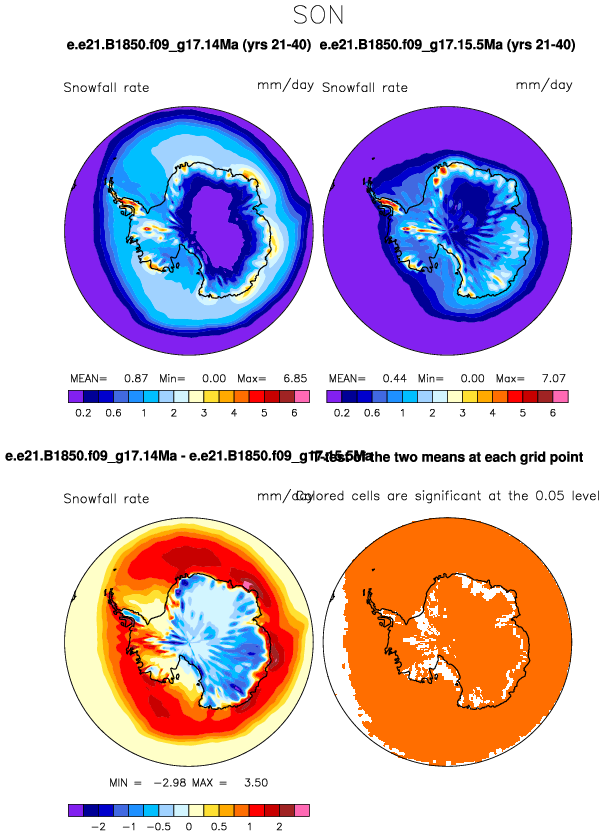 SON
e.e21.B1850.f09_g17.14Ma (yrs 21-40) e.e21.B1850.f09_g17.15.5Ma (yrs 21-40)
Snowfall rate mm/day Snowfall rate mm/day
MEAN= 0.87 Min= 0.00 Max= 6.85 MEAN= 0.44 Min= 0.00 Max= 7.07
0.2 0.6 1 2 3 4 5 6 0.2 0.6 1 2 3 4 5 6
e.e21.B1850.f09_g17.14Ma - e.e21.B1850.f09_g17.15.5Ma T-test of the two means at each grid point
Snowfall rate mm/day Colored cells are significant at the 0.05 level
MIN = -2.98 MAX = 3.50
-2 -1 -0.5 0 0.5 1 2